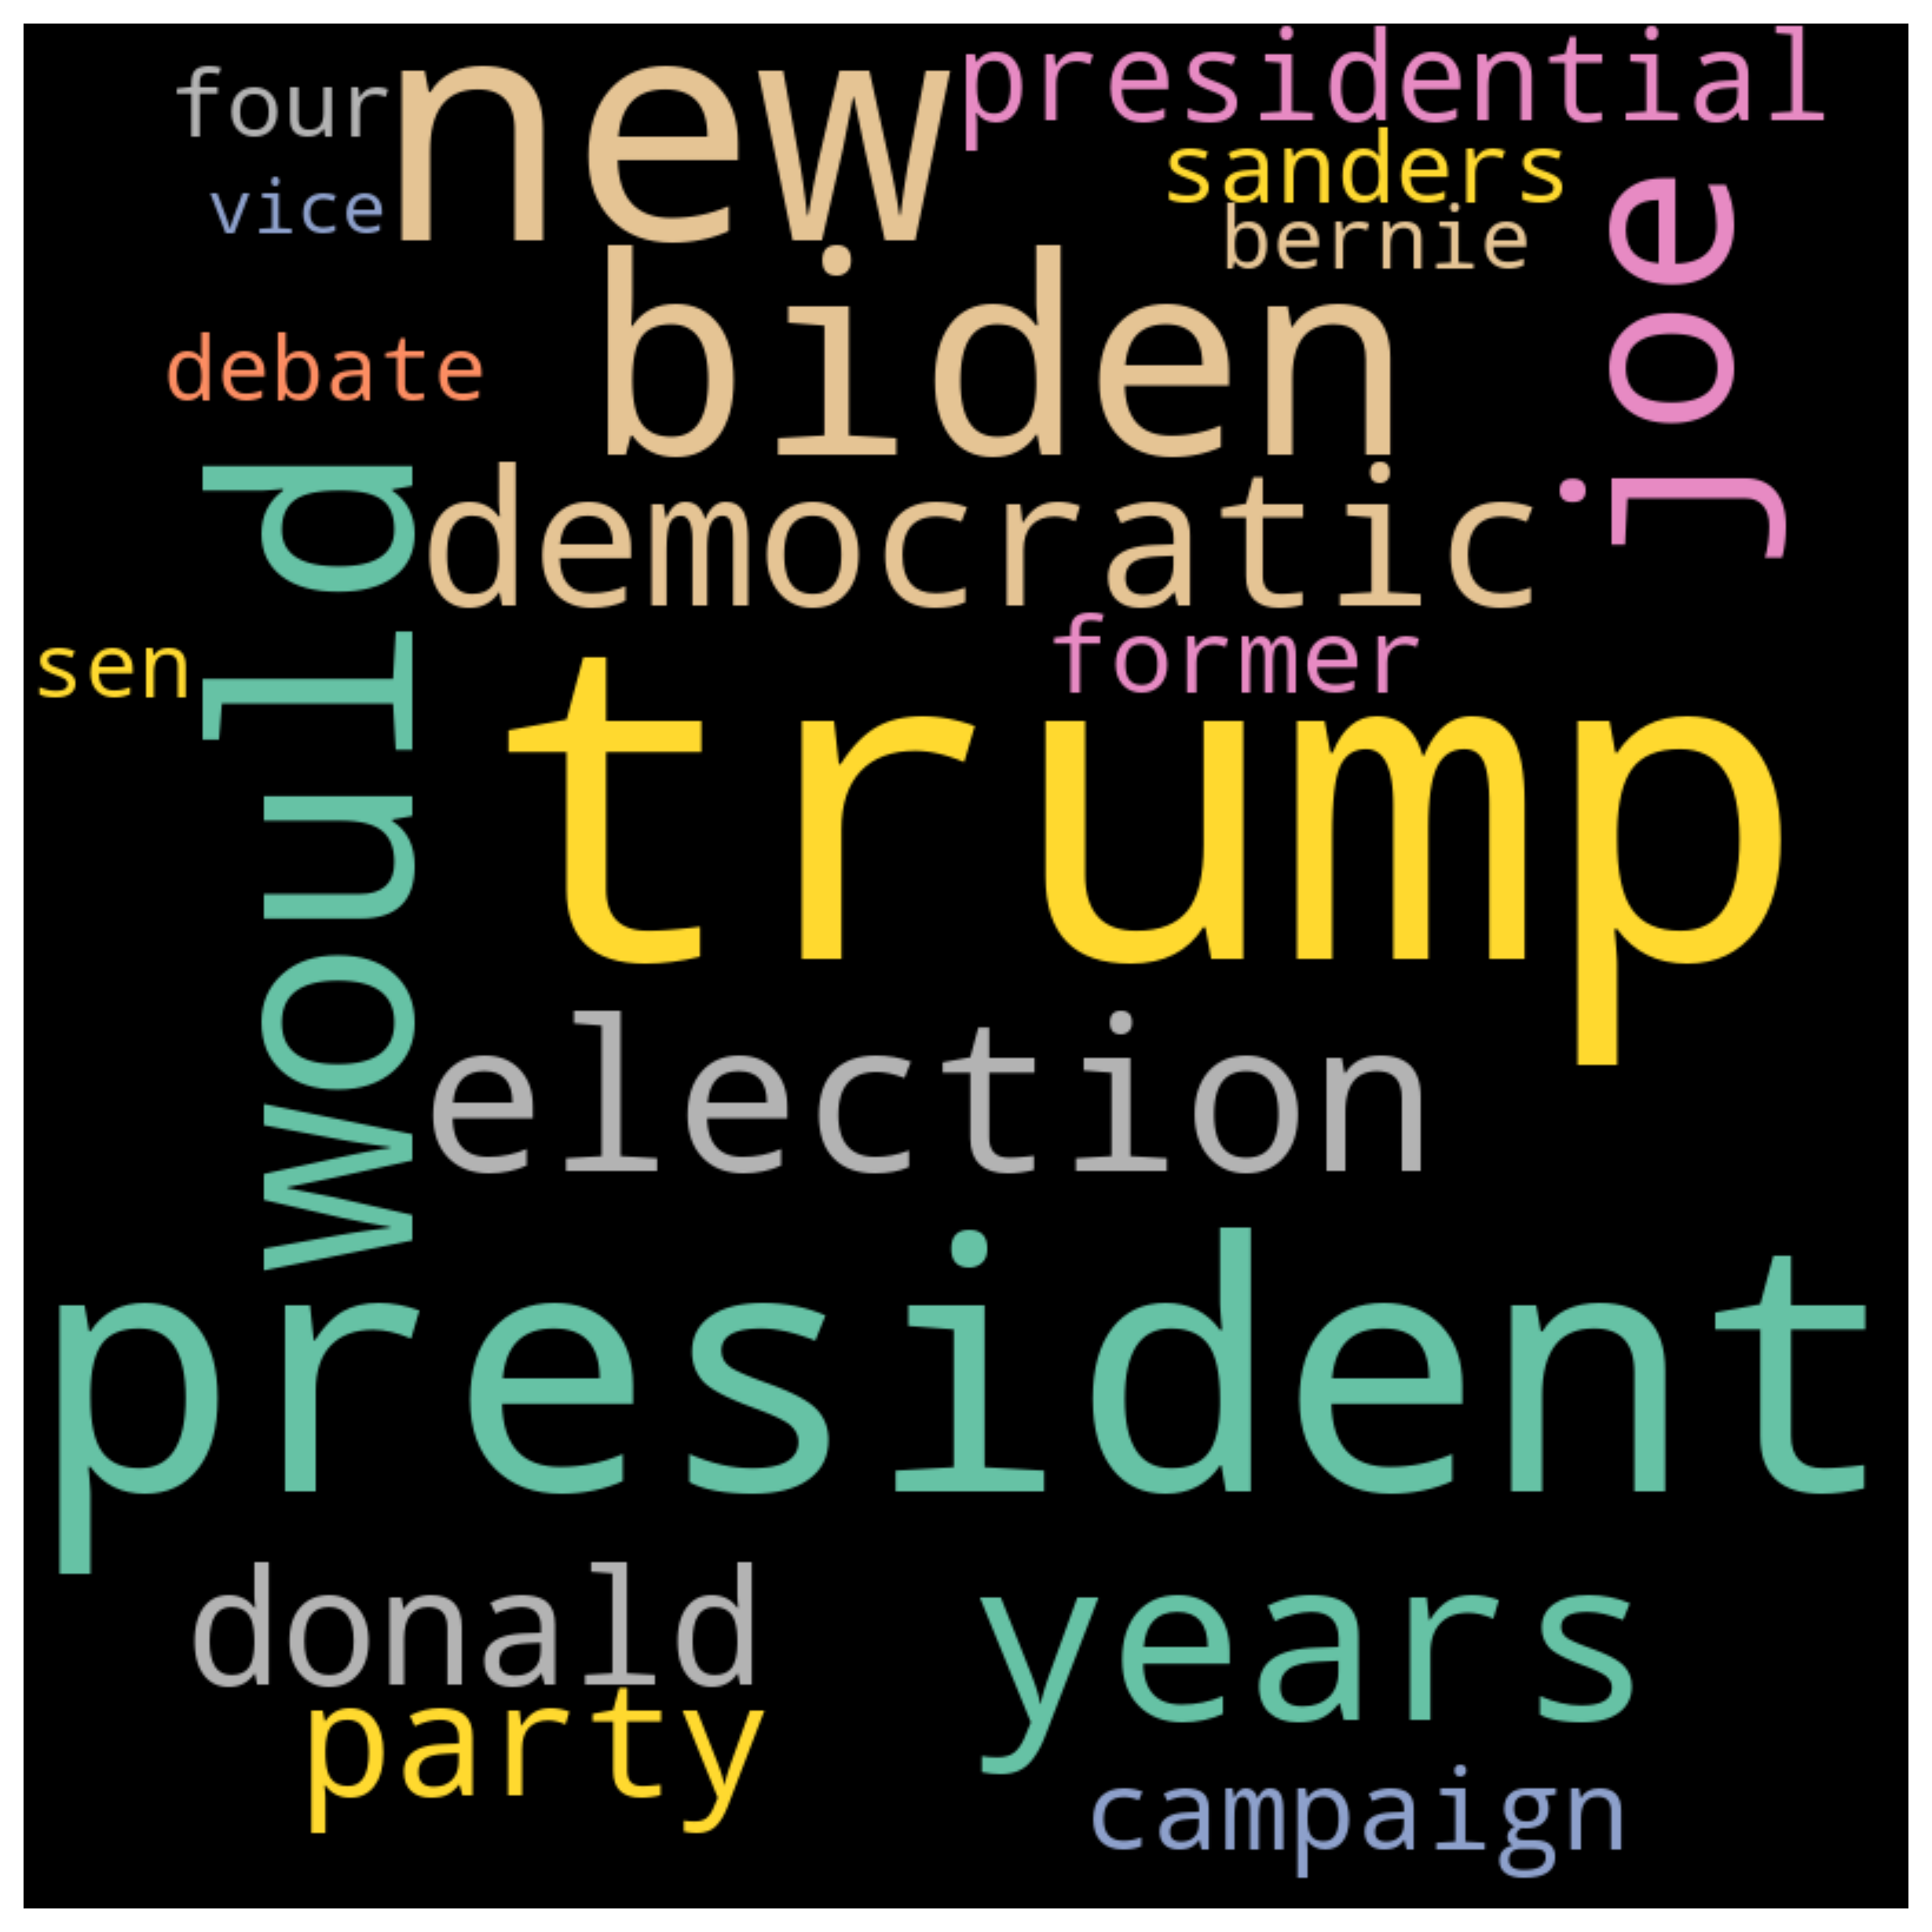 four
new
presidential
vice
sanders
bernie
joe
biden
debate
democratic
sen
former
would
trump
election
president
donald
years
party
campaign